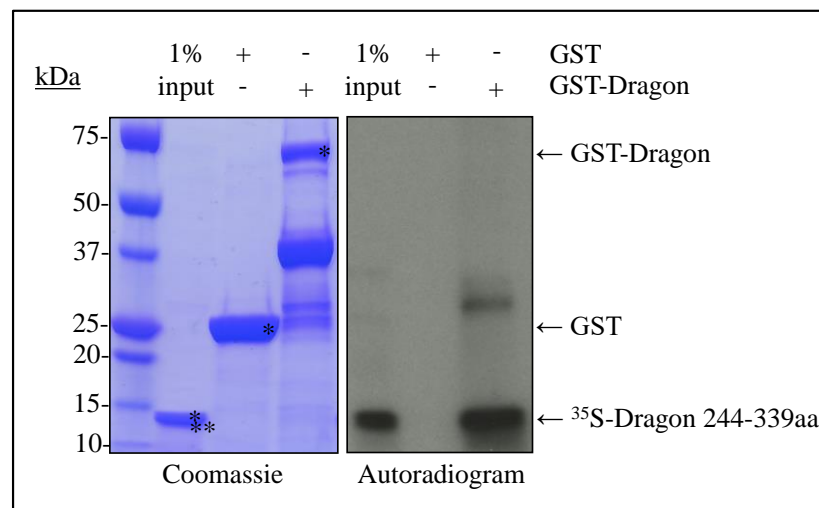 1% + - 1% + - GST
kDa input - + input - + GST-Dragon
75-
* ← GST-Dragon
50-
37-
25- * ← GST
20-
15-
* ← ³⁵S-Dragon 244-339aa
**
10-
Coomassie Autoradiogram